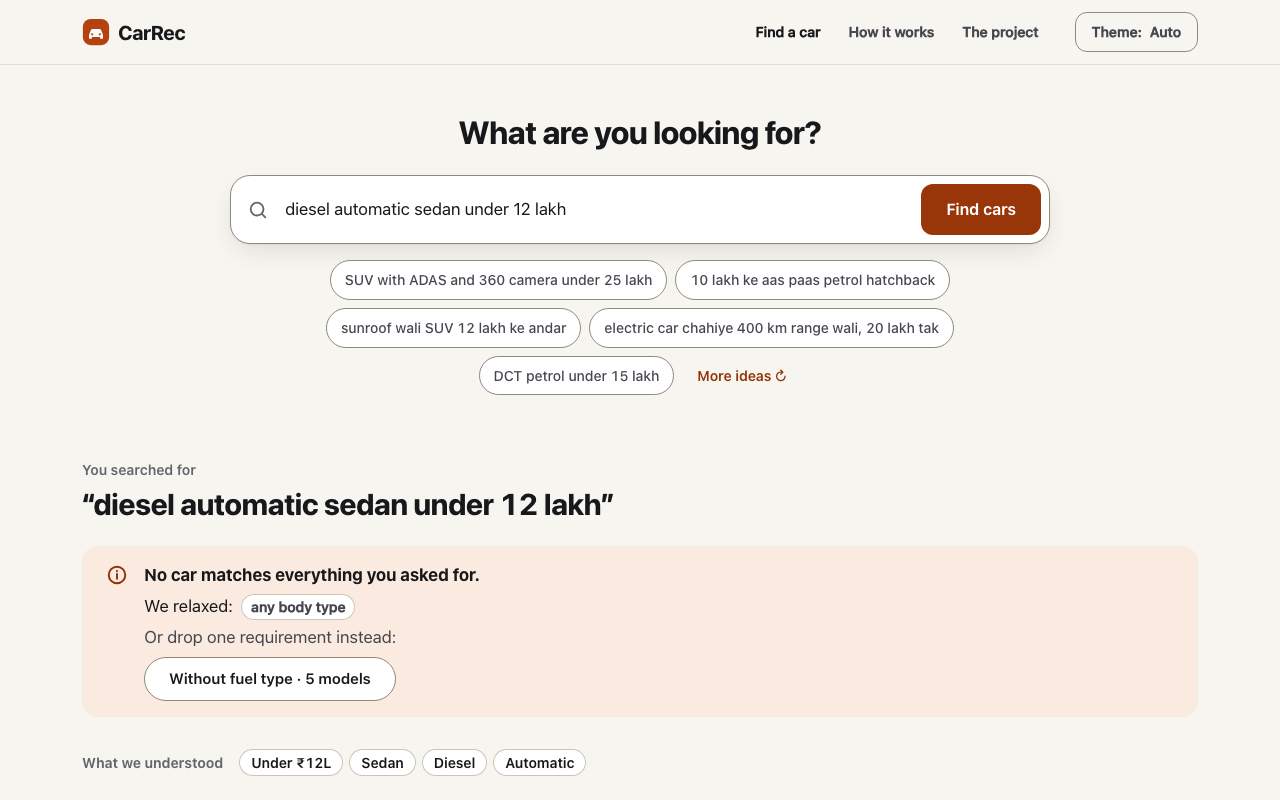 CarRec
Find a car
How it works
The project
Theme: Auto
What are you looking for?
diesel automatic sedan under 12 lakh
Find cars
SUV with ADAS and 360 camera under 25 lakh
10 lakh ke aas paas petrol hatchback
sunroof wali SUV 12 lakh ke andar
electric car chahiye 400 km range wali, 20 lakh tak
DCT petrol under 15 lakh
More ideas ↻
You searched for
“diesel automatic sedan under 12 lakh”
No car matches everything you asked for.
We relaxed: any body type
Or drop one requirement instead:
Without fuel type · 5 models
What we understood
Under ₹12L
Sedan
Diesel
Automatic